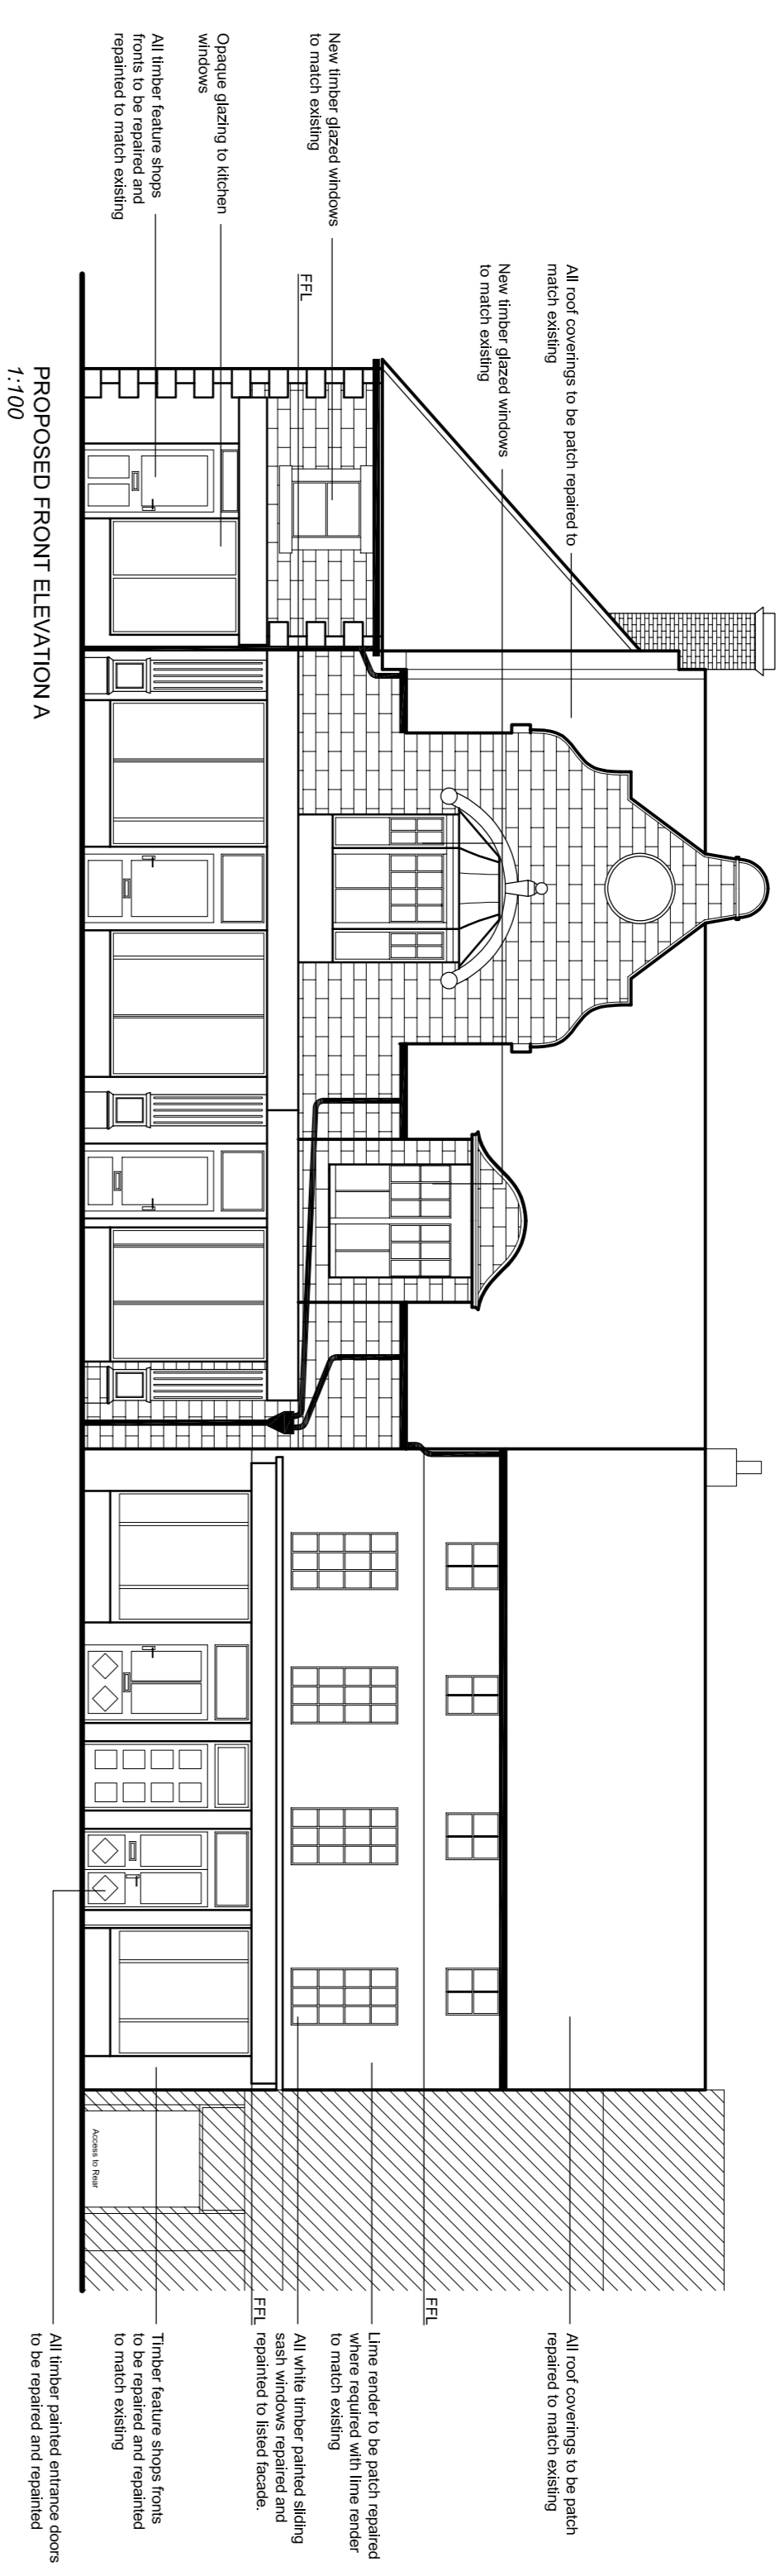 All roof coverings to be patch repaired to
match existing
New timber glazed windows
to match existing
New timber glazed windows
to match existing
FFL
Opaque glazing to kitchen
windows
All timber feature shops
fronts to be repaired and
repainted to match existing
All roof coverings to be patch
repaired to match existing
FFL
Lime render to be patch repaired
where required with lime render
to match existing
All white timber painted sliding
sash windows repaired and
repainted to listed facade.
FFL
Timber feature shops fronts
to be repaired and repainted
to match existing
All timber painted entrance doors
to be repaired and repainted
Access to Rear
PROPOSED FRONT ELEVATION A
1:100